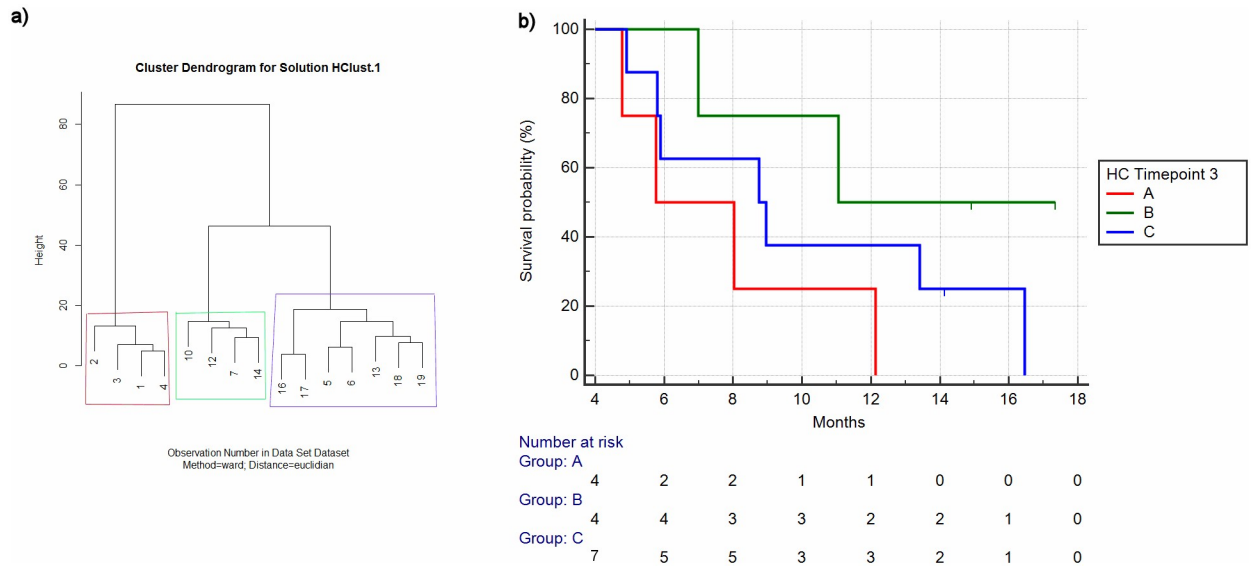 a)
Cluster Dendrogram for Solution HClust.1
Height
0 20 40 60 80
2 3 1 4 10 12 7 14 16 17 5 6 13 18 19
Observation Number in Data Set Dataset
Method=ward; Distance=euclidian
b)
Survival probability (%)
100
80
60
40
20
0
4 6 8 10 12 14 16 18
Months
HC Timepoint 3
A
B
C
Number at risk
Group: A
4 2 2 1 1 0 0 0
Group: B
4 4 3 3 2 2 1 0
Group: C
7 5 5 3 3 2 1 0